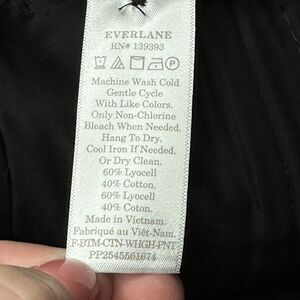 EVERLANE
RN# 139393
Machine Wash Cold
Gentle Cycle
With Like Colors.
Only Non-Chlorine
Bleach When Needed.
Hang To Dry.
Cool Iron If Needed.
Or Dry Clean.
60% Lyocell
40% Cotton.
60% Lyocell
40% Coton.
Made in Vietnam.
Fabriqué au Viêt-Nam.
F-BTM-CTN-WHGH-PNT
PP2545561674